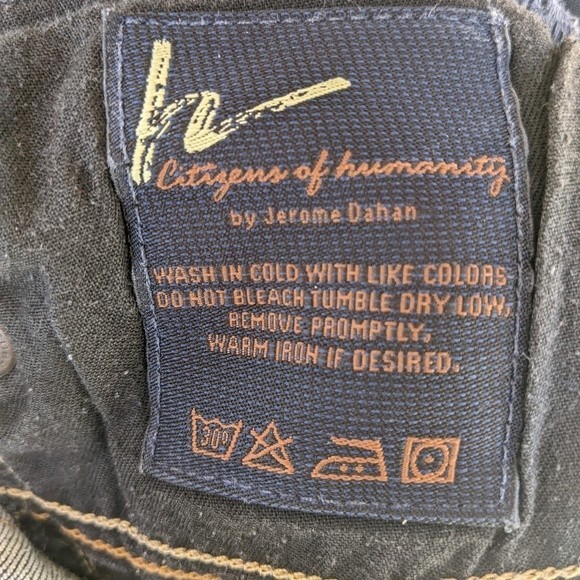 h
Citizens of humanity
by Jerome Dahan
WASH IN COLD WITH LIKE COLORS
DO NOT BLEACH TUMBLE DRY LOW,
REMOVE PROMPTLY,
WARM IRON IF DESIRED.
30°